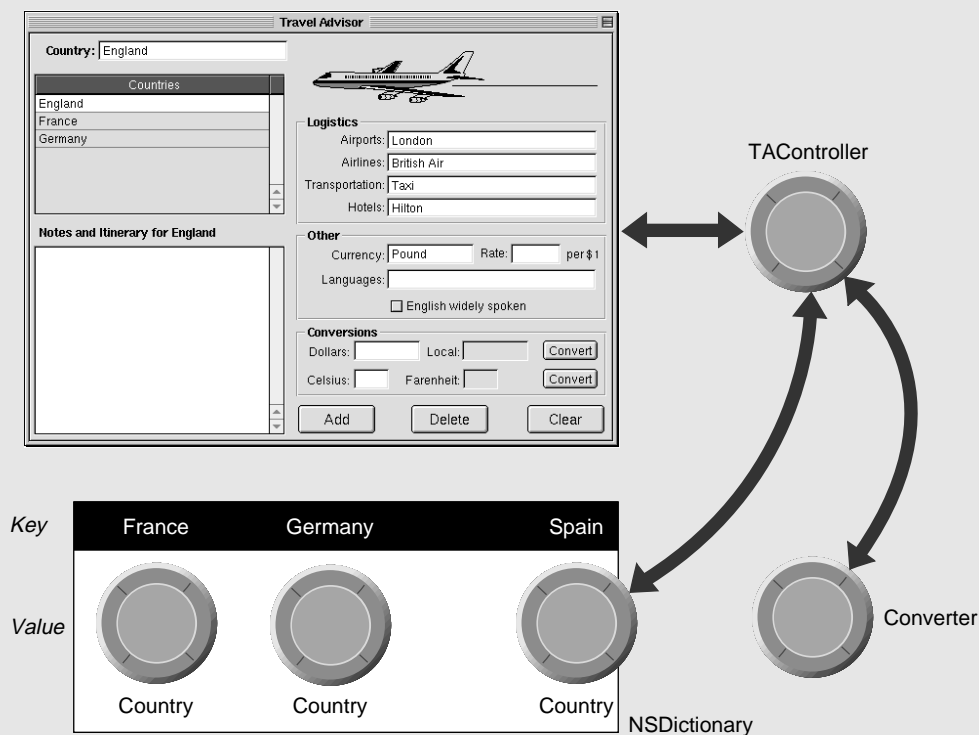 Travel Advisor
Country: England
Countries
England
France
Germany
Notes and Itinerary for England
Logistics
Airports: London
Airlines: British Air
Transportation: Taxi
Hotels: Hilton
Other
Currency: Pound Rate: per $1
Languages:
English widely spoken
Conversions
Dollars: Local: Convert
Celsius: Farenheit: Convert
Add Delete Clear
TAController
Key France Germany Spain
Value
Country Country Country
NSDictionary
Converter